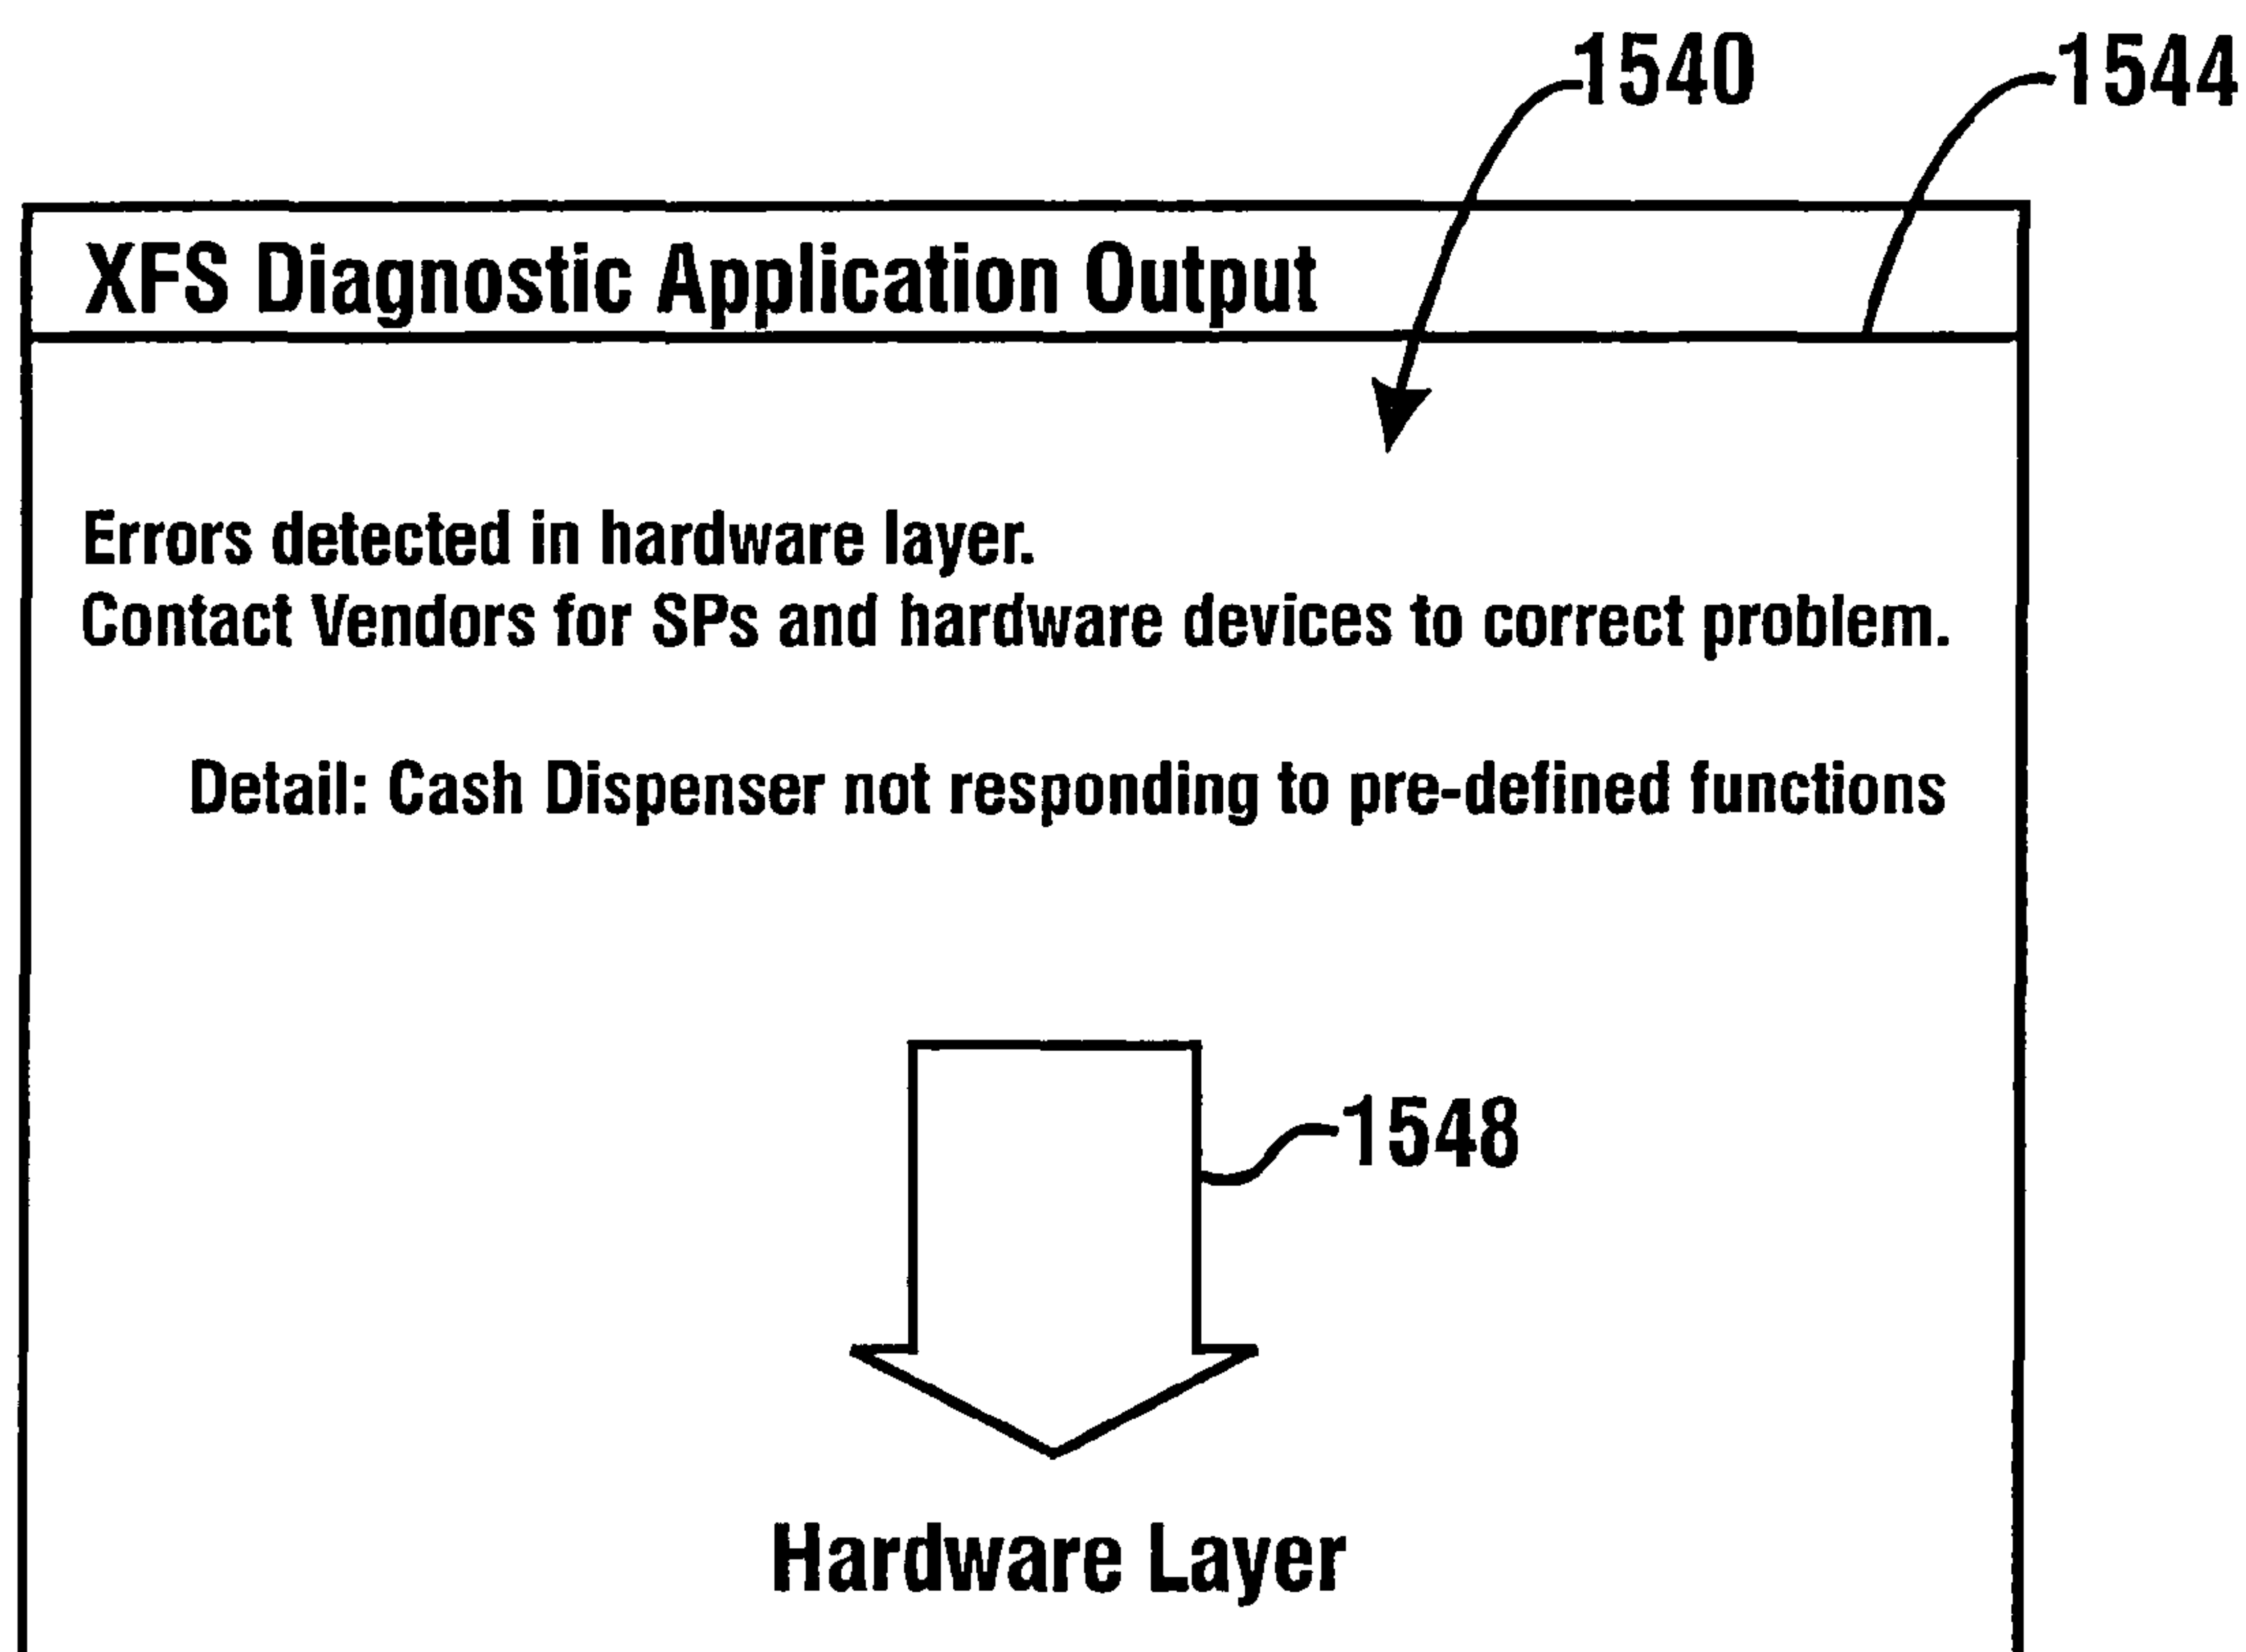 1540
1544
XFS Diagnostic Application Output
Errors detected in hardware layer.
Contact Vendors for SPs and hardware devices to correct problem.
Detail: Cash Dispenser not responding to pre-defined functions
1548
Hardware Layer